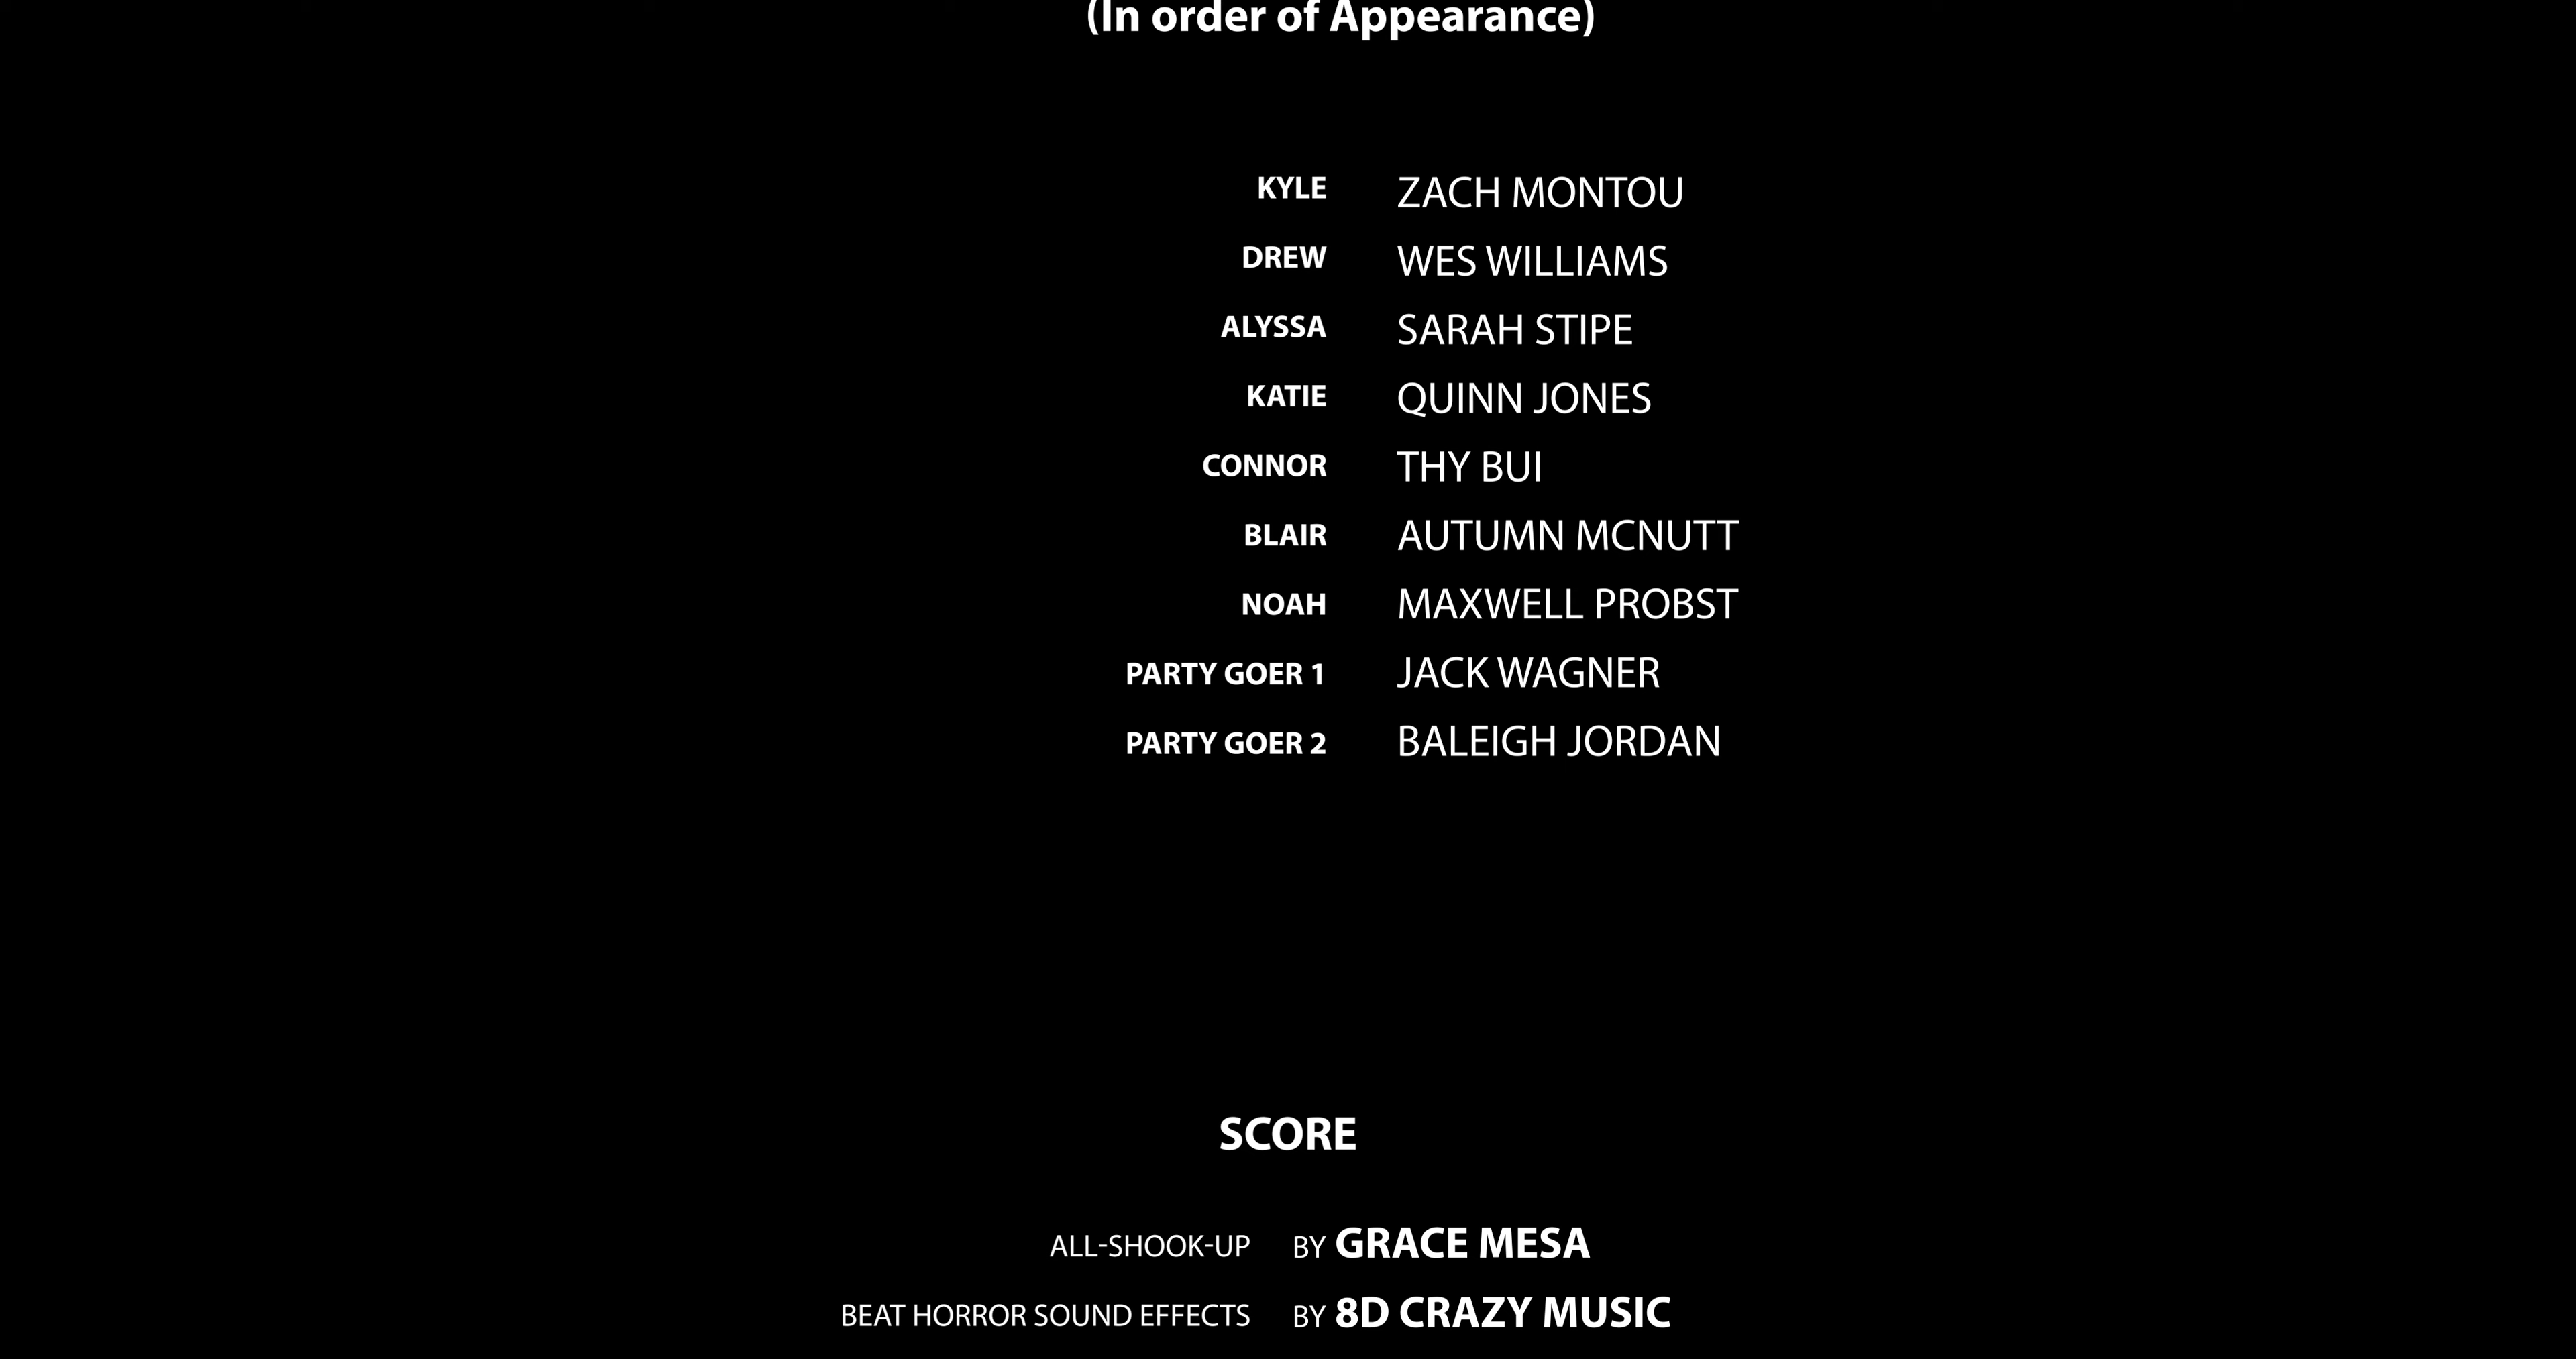 (In order of Appearance)
KYLE ZACH MONTOU
DREW WES WILLIAMS
ALYSSA SARAH STIPE
KATIE QUINN JONES
CONNOR THY BUI
BLAIR AUTUMN MCNUTT
NOAH MAXWELL PROBST
PARTY GOER 1 JACK WAGNER
PARTY GOER 2 BALEIGH JORDAN
SCORE
ALL-SHOOK-UP BY GRACE MESA
BEAT HORROR SOUND EFFECTS BY 8D CRAZY MUSIC